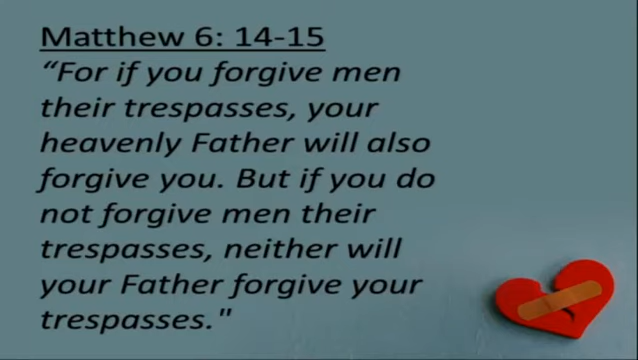 Matthew 6: 14-15
“For if you forgive men
their trespasses, your
heavenly Father will also
forgive you. But if you do
not forgive men their
trespasses, neither will
your Father forgive your
trespasses."